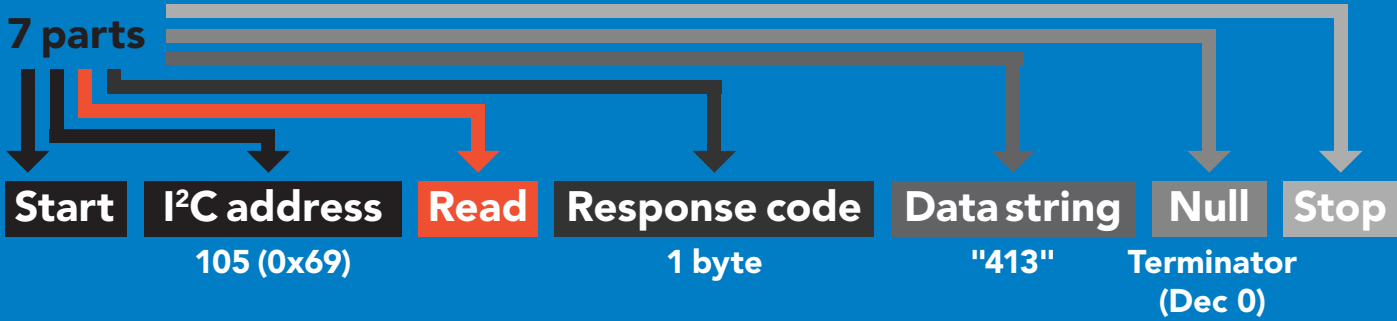 7 parts
Start I²C address Read Response code Data string Null Stop
105 (0x69) 1 byte "413" Terminator
(Dec 0)